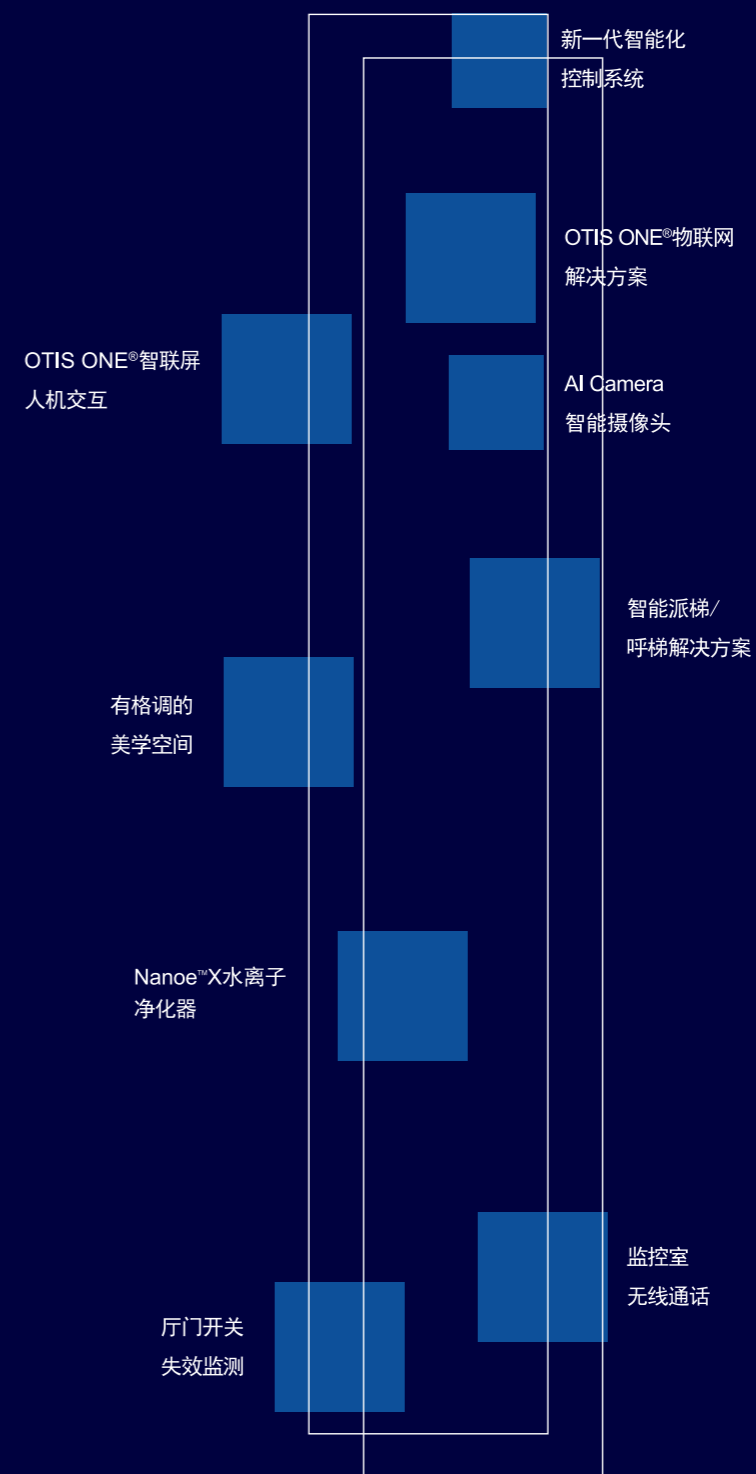 新一代智能化
控制系统
OTIS ONE®物联网
解决方案
OTIS ONE®智联屏
人机交互
AI Camera
智能摄像头
智能派梯/
呼梯解决方案
有格调的
美学空间
Nanoe™X水离子
净化器
监控室
无线通话
厅门开关
失效监测